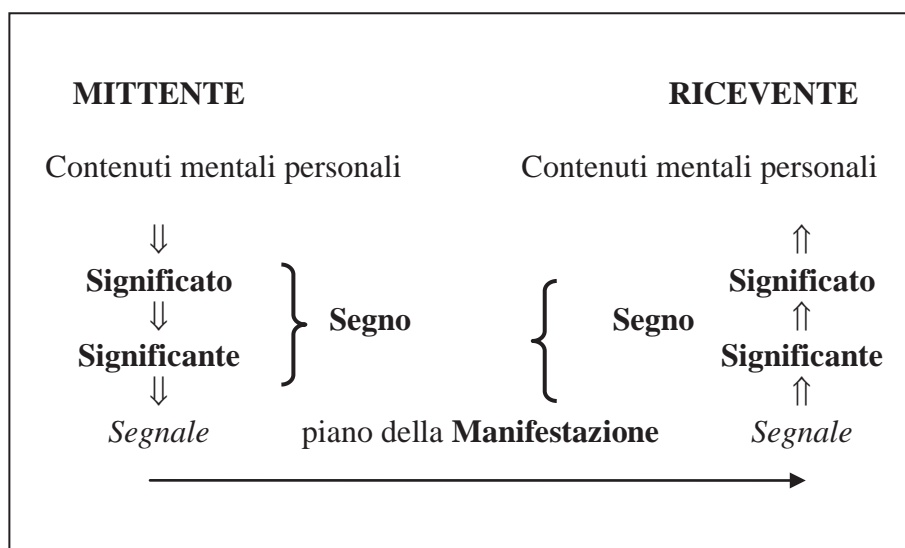 MITTENTE RICEVENTE
Contenuti mentali personali Contenuti mentali personali
⇓ ⇑
Significato Significato
⇓ Segno Segno ⇑
Significante Significante
⇓ ⇑
Segnale piano della Manifestazione Segnale